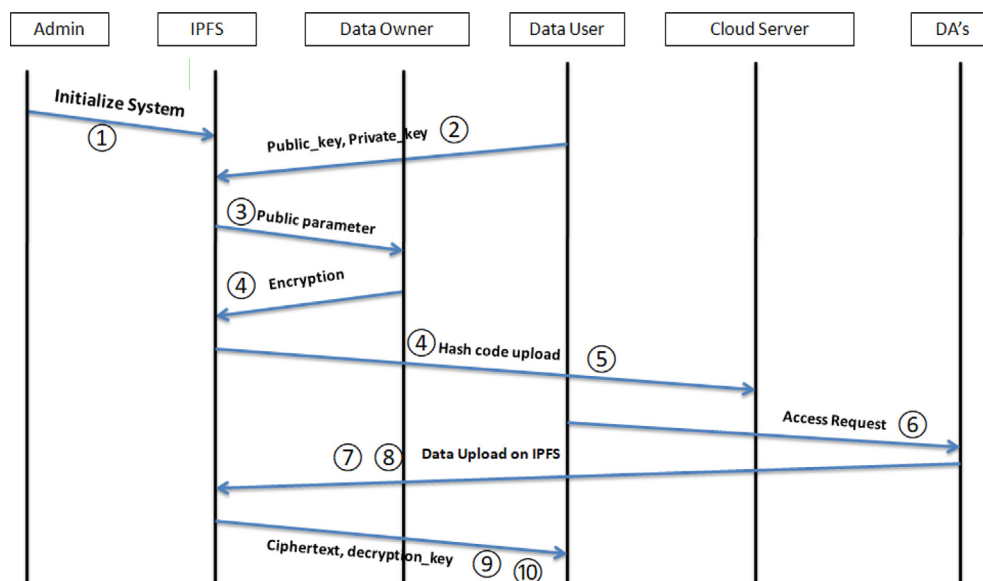 Admin
IPFS
Data Owner
Data User
Cloud Server
DA's
Initialize System
①
Public_key, Private_key ②
③ Public parameter
④ Encryption
④ Hash code upload ⑤
Access Request ⑥
⑦ ⑧ Data Upload on IPFS
Ciphertext, decryption_key ⑨ ⑩